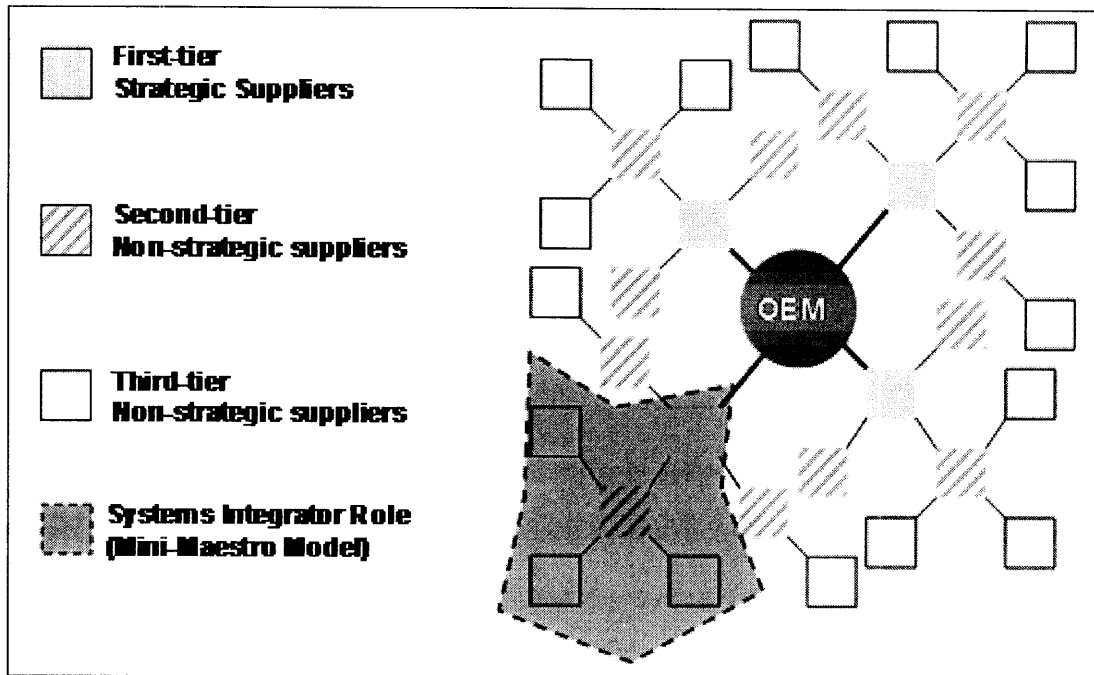 First-tier
Strategic Suppliers
Second-tier
Non-strategic suppliers
Third-tier
Non-strategic suppliers
Systems Integrator Role
(Mini-Maestro Model)
OEM